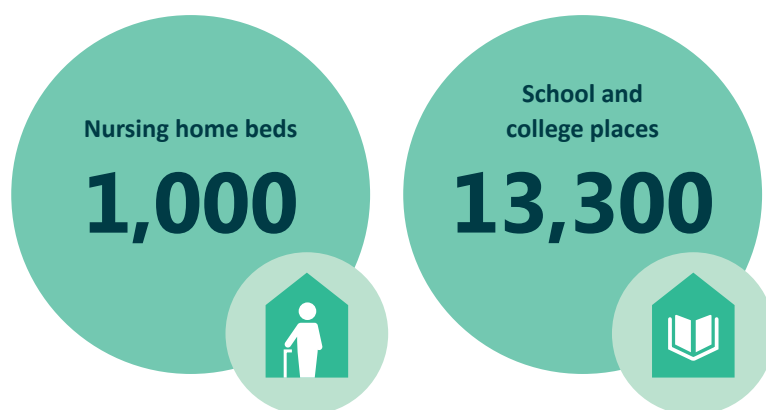 Nursing home beds
1,000
School and
college places
13,300